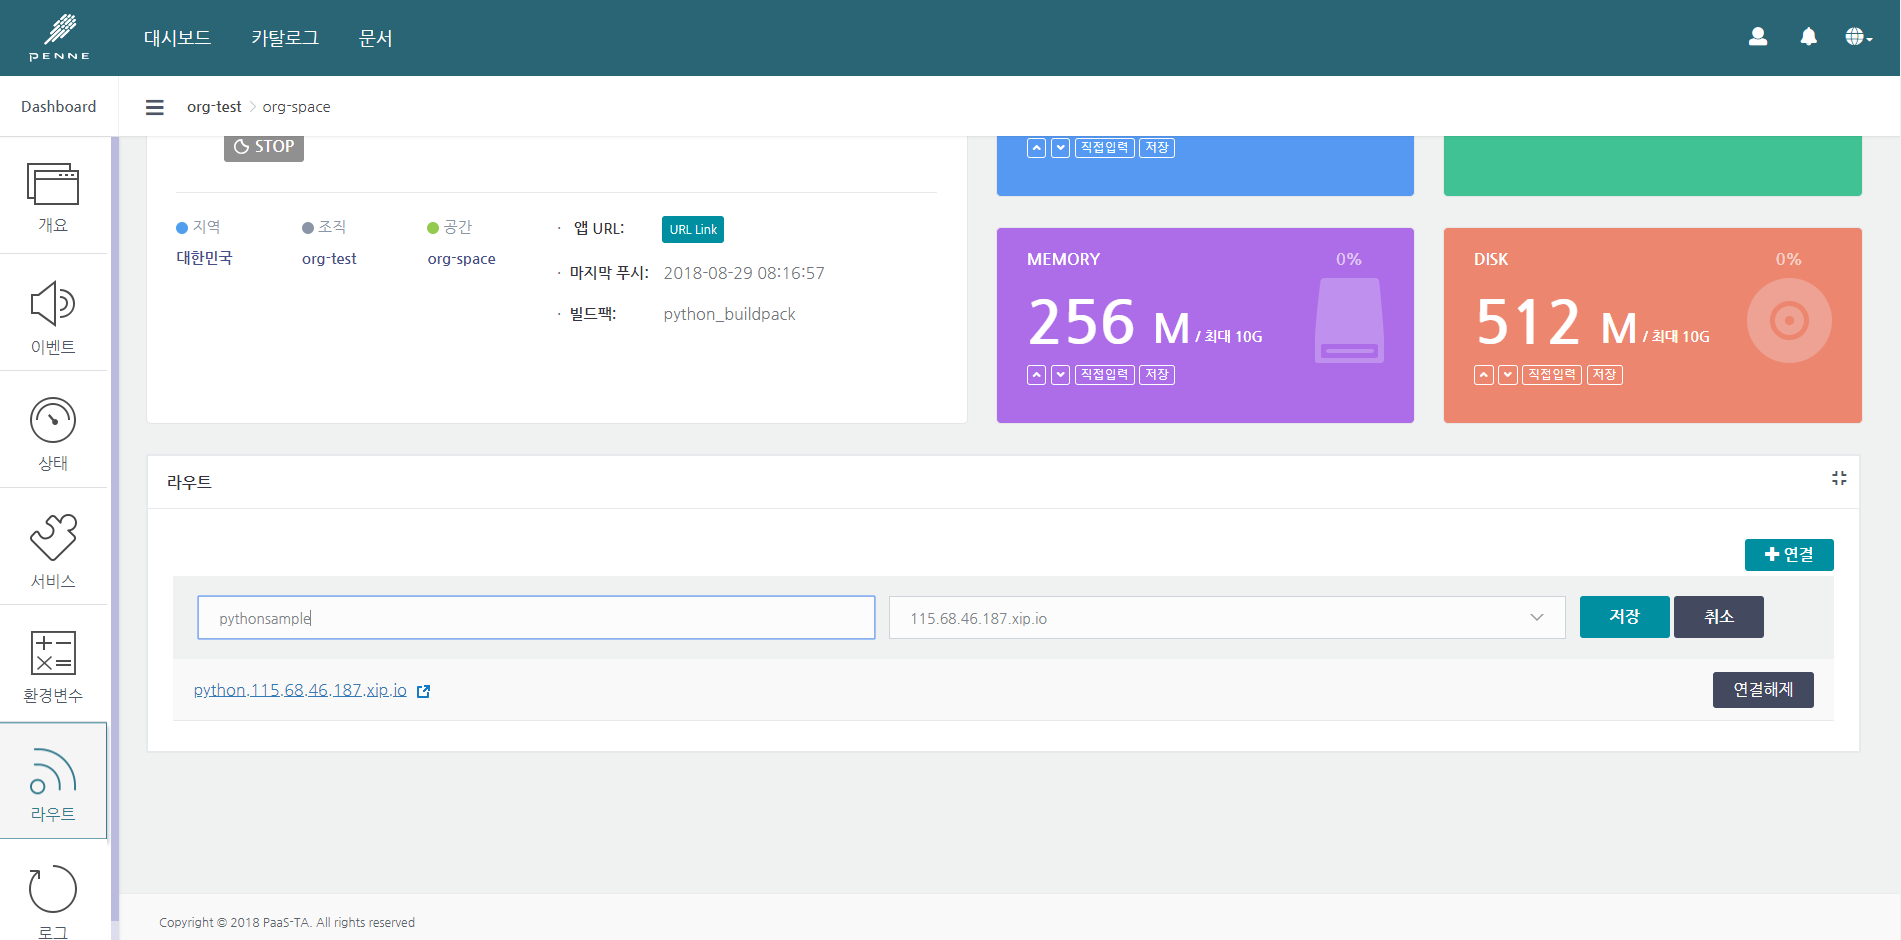 PENNE
대시보드 카탈로그 문서
Dashboard
org-test > org-space
개요
이벤트
상태
서비스
환경변수
라우트
로그
STOP
직접입력 저장
지역 조직 공간
대한민국 org-test org-space
· 앱 URL: URL Link
· 마지막 푸시: 2018-08-29 08:16:57
· 빌드팩: python_buildpack
MEMORY 0%
256 M / 최대 10G
직접입력 저장
DISK 0%
512 M / 최대 10G
직접입력 저장
라우트
연결
pythonsample 115.68.46.187.xip.io 저장 취소
python.115.68.46.187.xip.io 연결해제
Copyright © 2018 PaaS-TA. All rights reserved